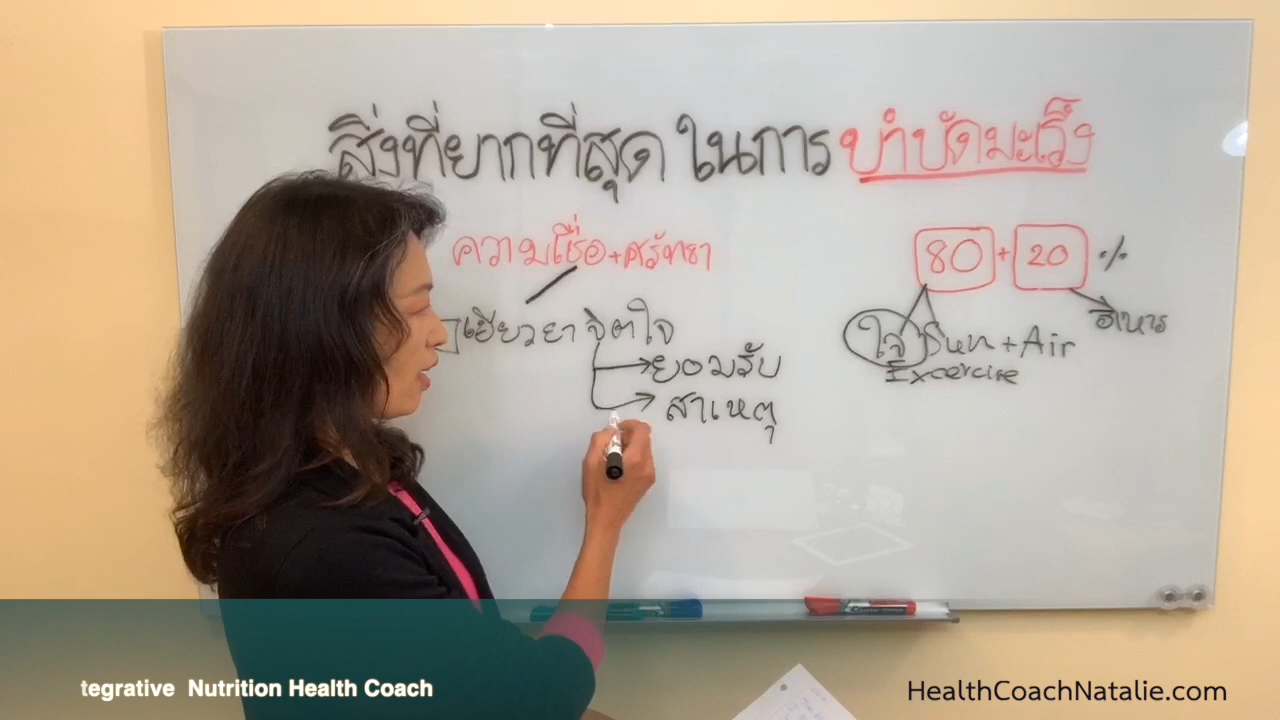 สิ่งที่ยากที่สุด ในการ บำบัดมะเร็ง
ความเชื่อ+ศรัทธา
เยียวยา จิตใจ
ยอมรับ
สาเหตุ
80 + 20 %
อาหาร
ใจ Sun + Air
Excercise
tegrative Nutrition Health Coach
HealthCoachNatalie.com